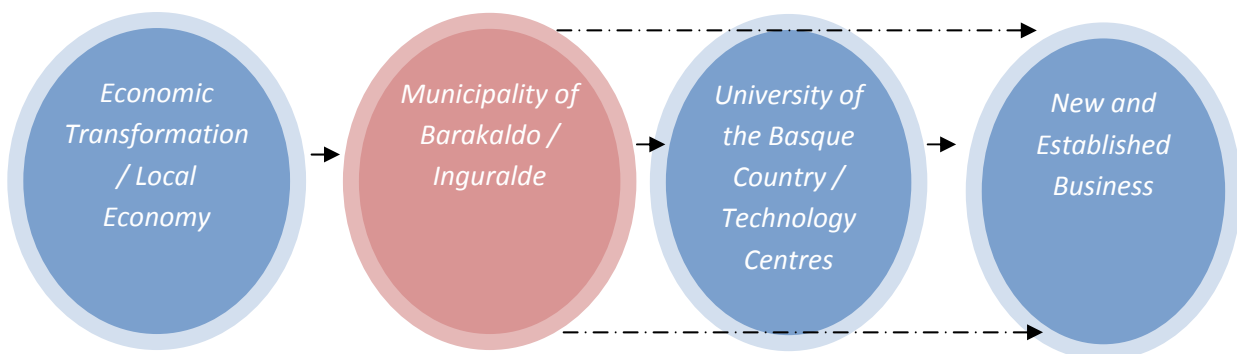 Economic
Transformation
/ Local
Economy
Municipality of
Barakaldo /
Inguralde
University of
the Basque
Country /
Technology
Centres
New and
Established
Business